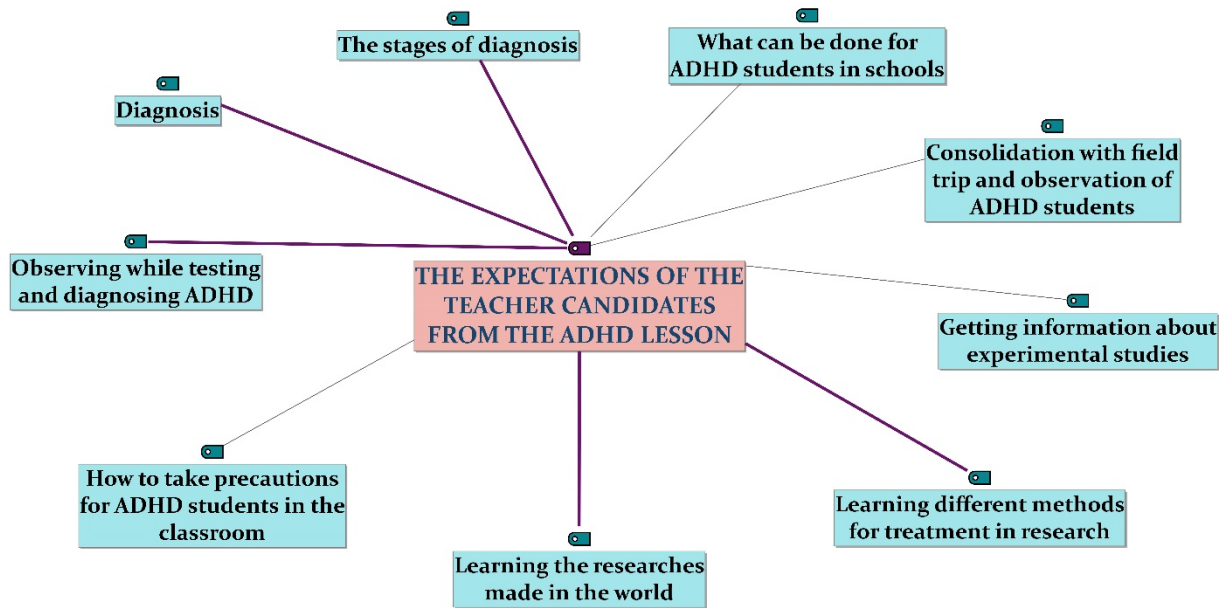 The stages of diagnosis
What can be done for
ADHD students in schools
Diagnosis
Consolidation with field
trip and observation of
ADHD students
Observing while testing
and diagnosing ADHD
THE EXPECTATIONS OF THE
TEACHER CANDIDATES
FROM THE ADHD LESSON
Getting information about
experimental studies
How to take precautions
for ADHD students in the
classroom
Learning the researches
made in the world
Learning different methods
for treatment in research